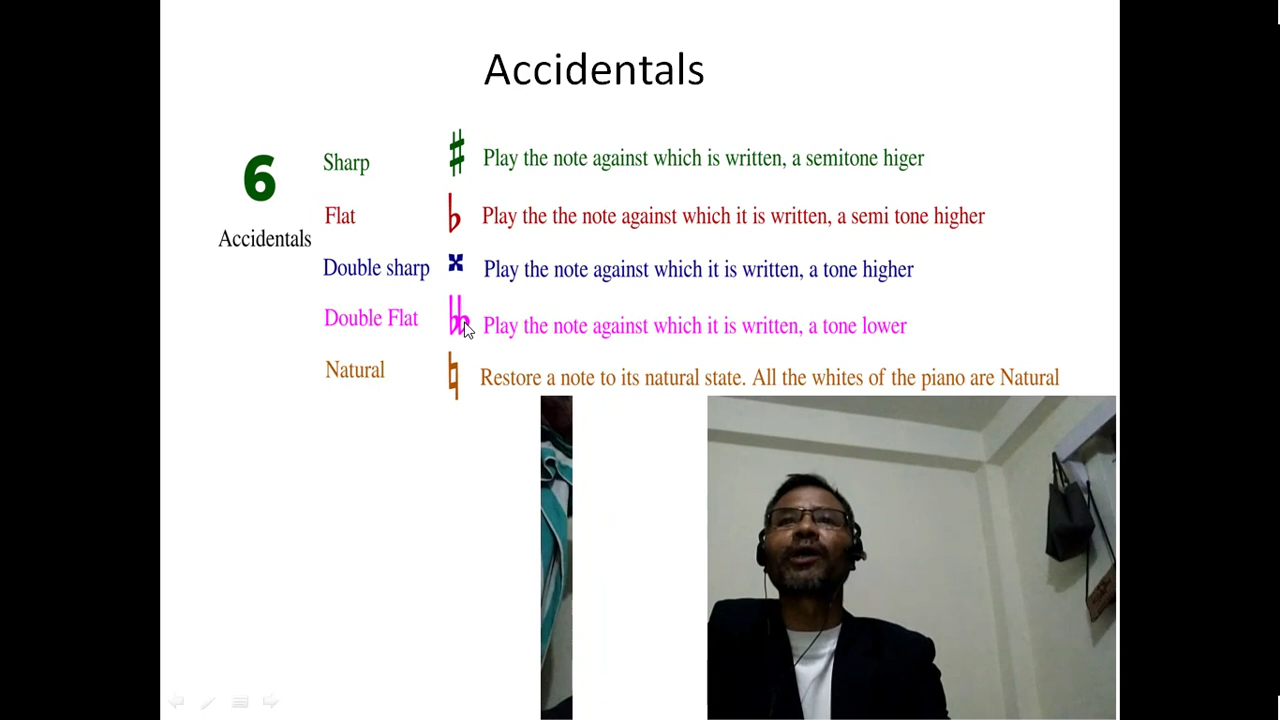 Accidentals
6
Accidentals
Sharp ♯ Play the note against which is written, a semitone higer
Flat ♭ Play the the note against which it is written, a semi tone higher
Double sharp 𝄪 Play the note against which it is written, a tone higher
Double Flat 𝄫 Play the note against which it is written, a tone lower
Natural ♮ Restore a note to its natural state. All the whites of the piano are Natural